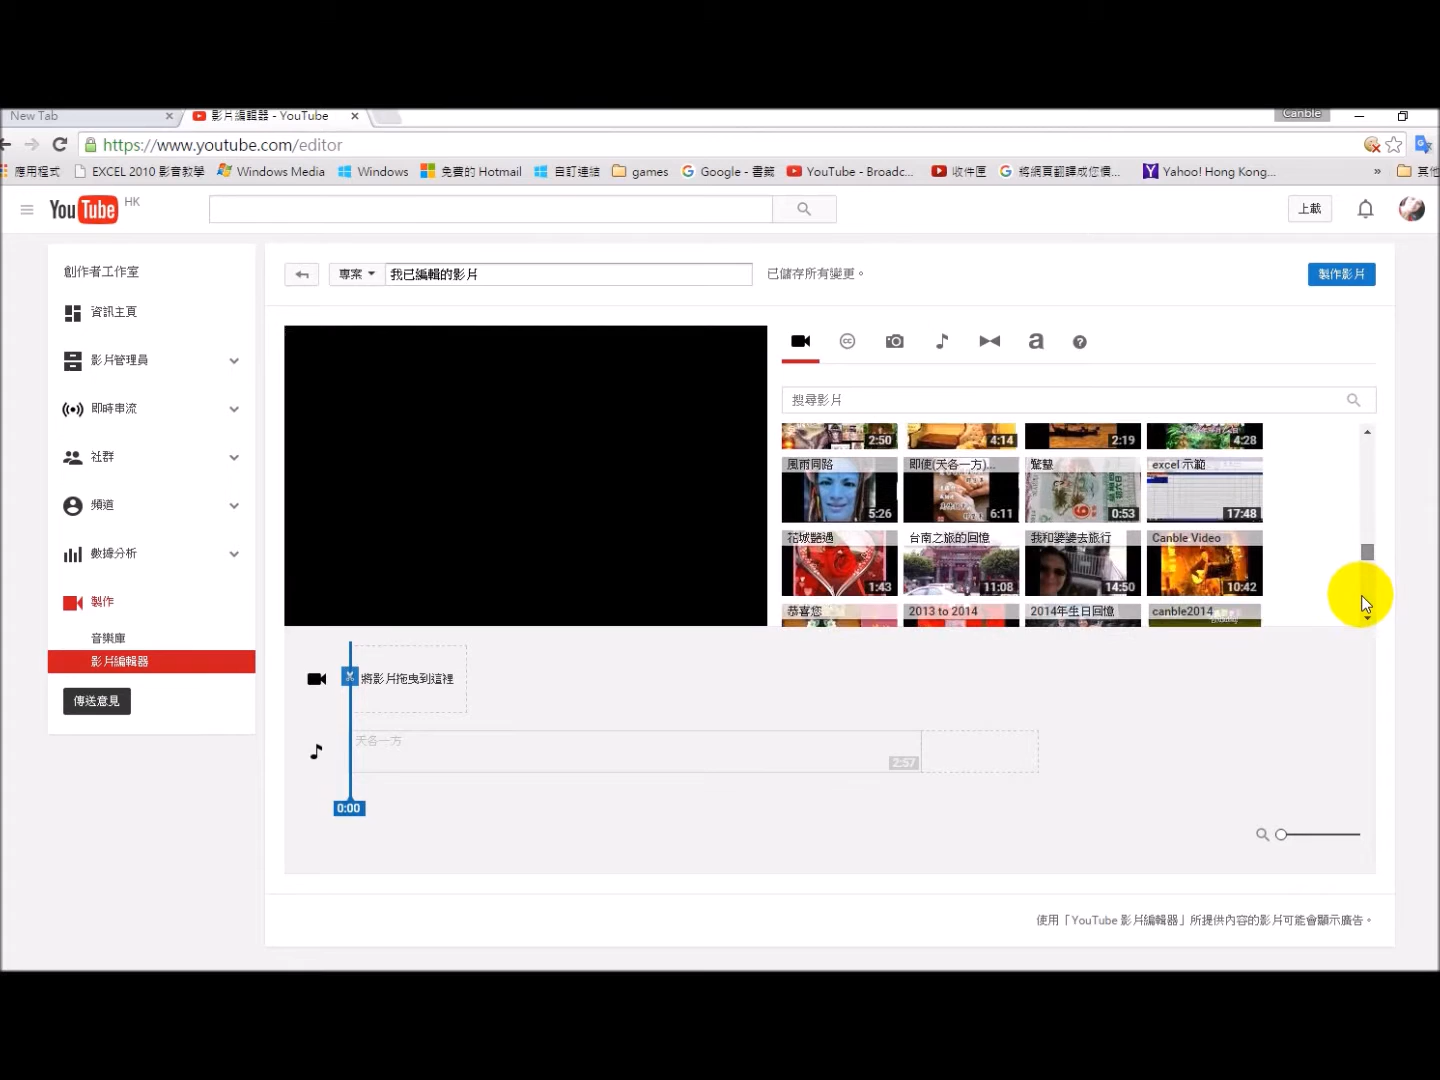 New Tab
影片編輯器 - YouTube
Canble
https://www.youtube.com/editor
應用程式
EXCEL 2010 影音教學
Windows Media
Windows
免費的 Hotmail
自訂連結
games
Google - 書籤
YouTube - Broadc...
收件匣
將網頁翻譯成您慣...
Yahoo! Hong Kong...
»
其他
YouTube HK
上載
創作者工作室
資訊主頁
影片管理員
即時串流
社群
頻道
數據分析
製作
音樂庫
影片編輯器
傳送意見
專案
我已編輯的影片
已儲存所有變更。
製作影片
搜尋影片
2:50
4:14
2:19
4:28
風雨同路
5:26
即使(天各一方)...
6:11
驚蟄
0:53
excel 示範
17:48
花城艷遇
1:43
台南之旅的回憶
11:08
我和婆婆去旅行
14:50
Canble Video
10:42
恭喜您
2013 to 2014
2014年生日回憶
canble2014
將影片拖曳到這裡
天各一方
2:57
0:00
使用「YouTube 影片編輯器」所提供內容的影片可能會顯示廣告。